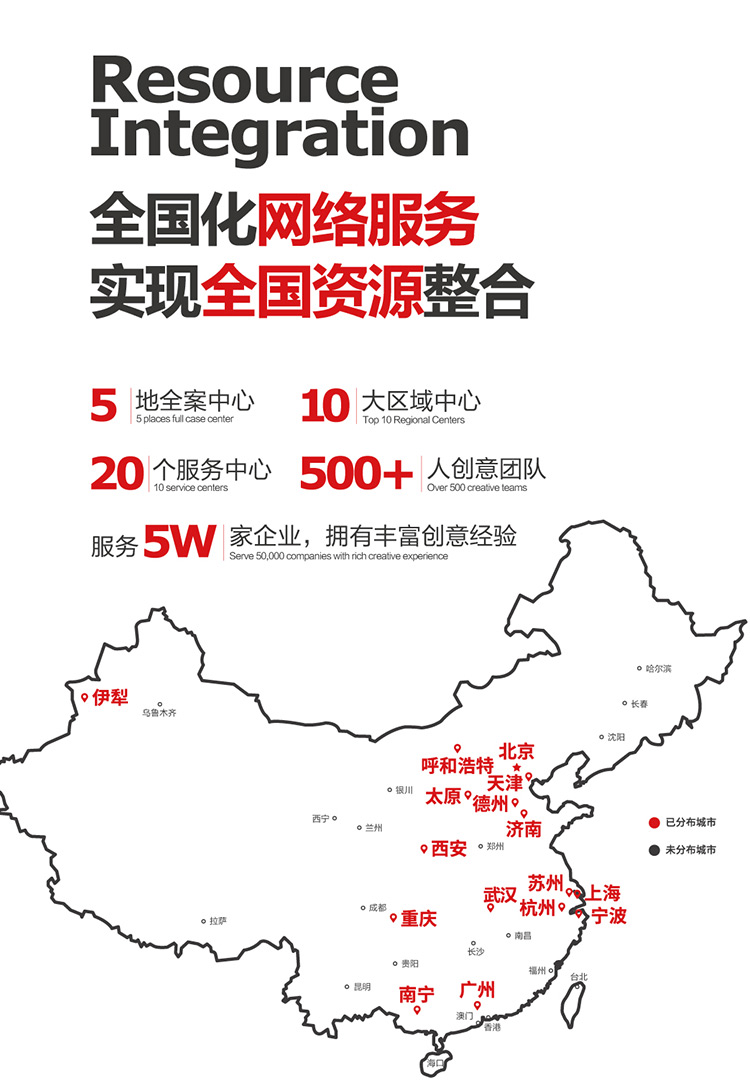 Resource
Integration
全国化网络服务
实现全国资源整合
5 地全案中心
5 places full case center
10 大区域中心
Top 10 Regional Centers
20 个服务中心
10 service centers
500+ 人创意团队
Over 500 creative teams
服务 5W 家企业，拥有丰富创意经验
Serve 50,000 companies with rich creative experience
哈尔滨
伊犁
长春
乌鲁木齐
沈阳
北京
呼和浩特
天津
银川
太原
德州
西宁
兰州
济南
已分布城市
西安
郑州
未分布城市
苏州
上海
武汉
杭州
成都
重庆
宁波
拉萨
南昌
长沙
贵阳
福州
台北
昆明
南宁
广州
澳门
香港
海口